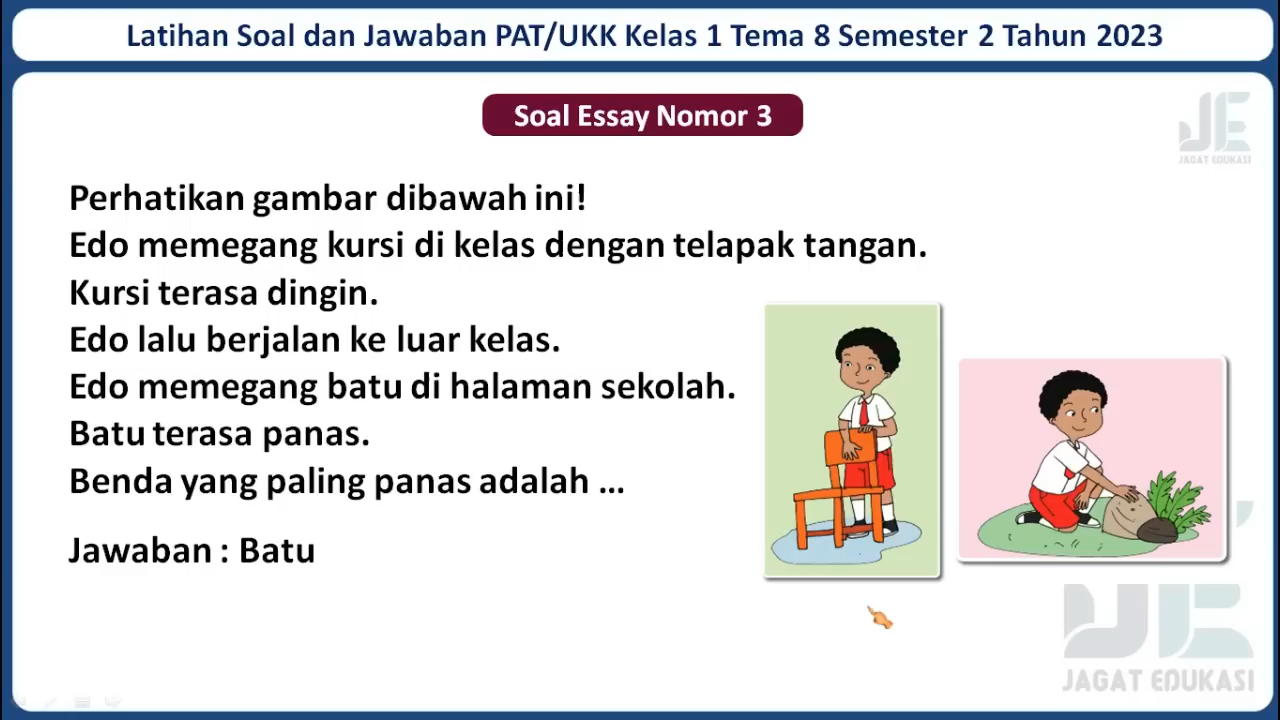 Latihan Soal dan Jawaban PAT/UKK Kelas 1 Tema 8 Semester 2 Tahun 2023
Soal Essay Nomor 3
JE
JAGAT EDUKASI
Perhatikan gambar dibawah ini!
Edo memegang kursi di kelas dengan telapak tangan.
Kursi terasa dingin.
Edo lalu berjalan ke luar kelas.
Edo memegang batu di halaman sekolah.
Batu terasa panas.
Benda yang paling panas adalah ...
Jawaban : Batu
JE
JAGAT EDUKASI